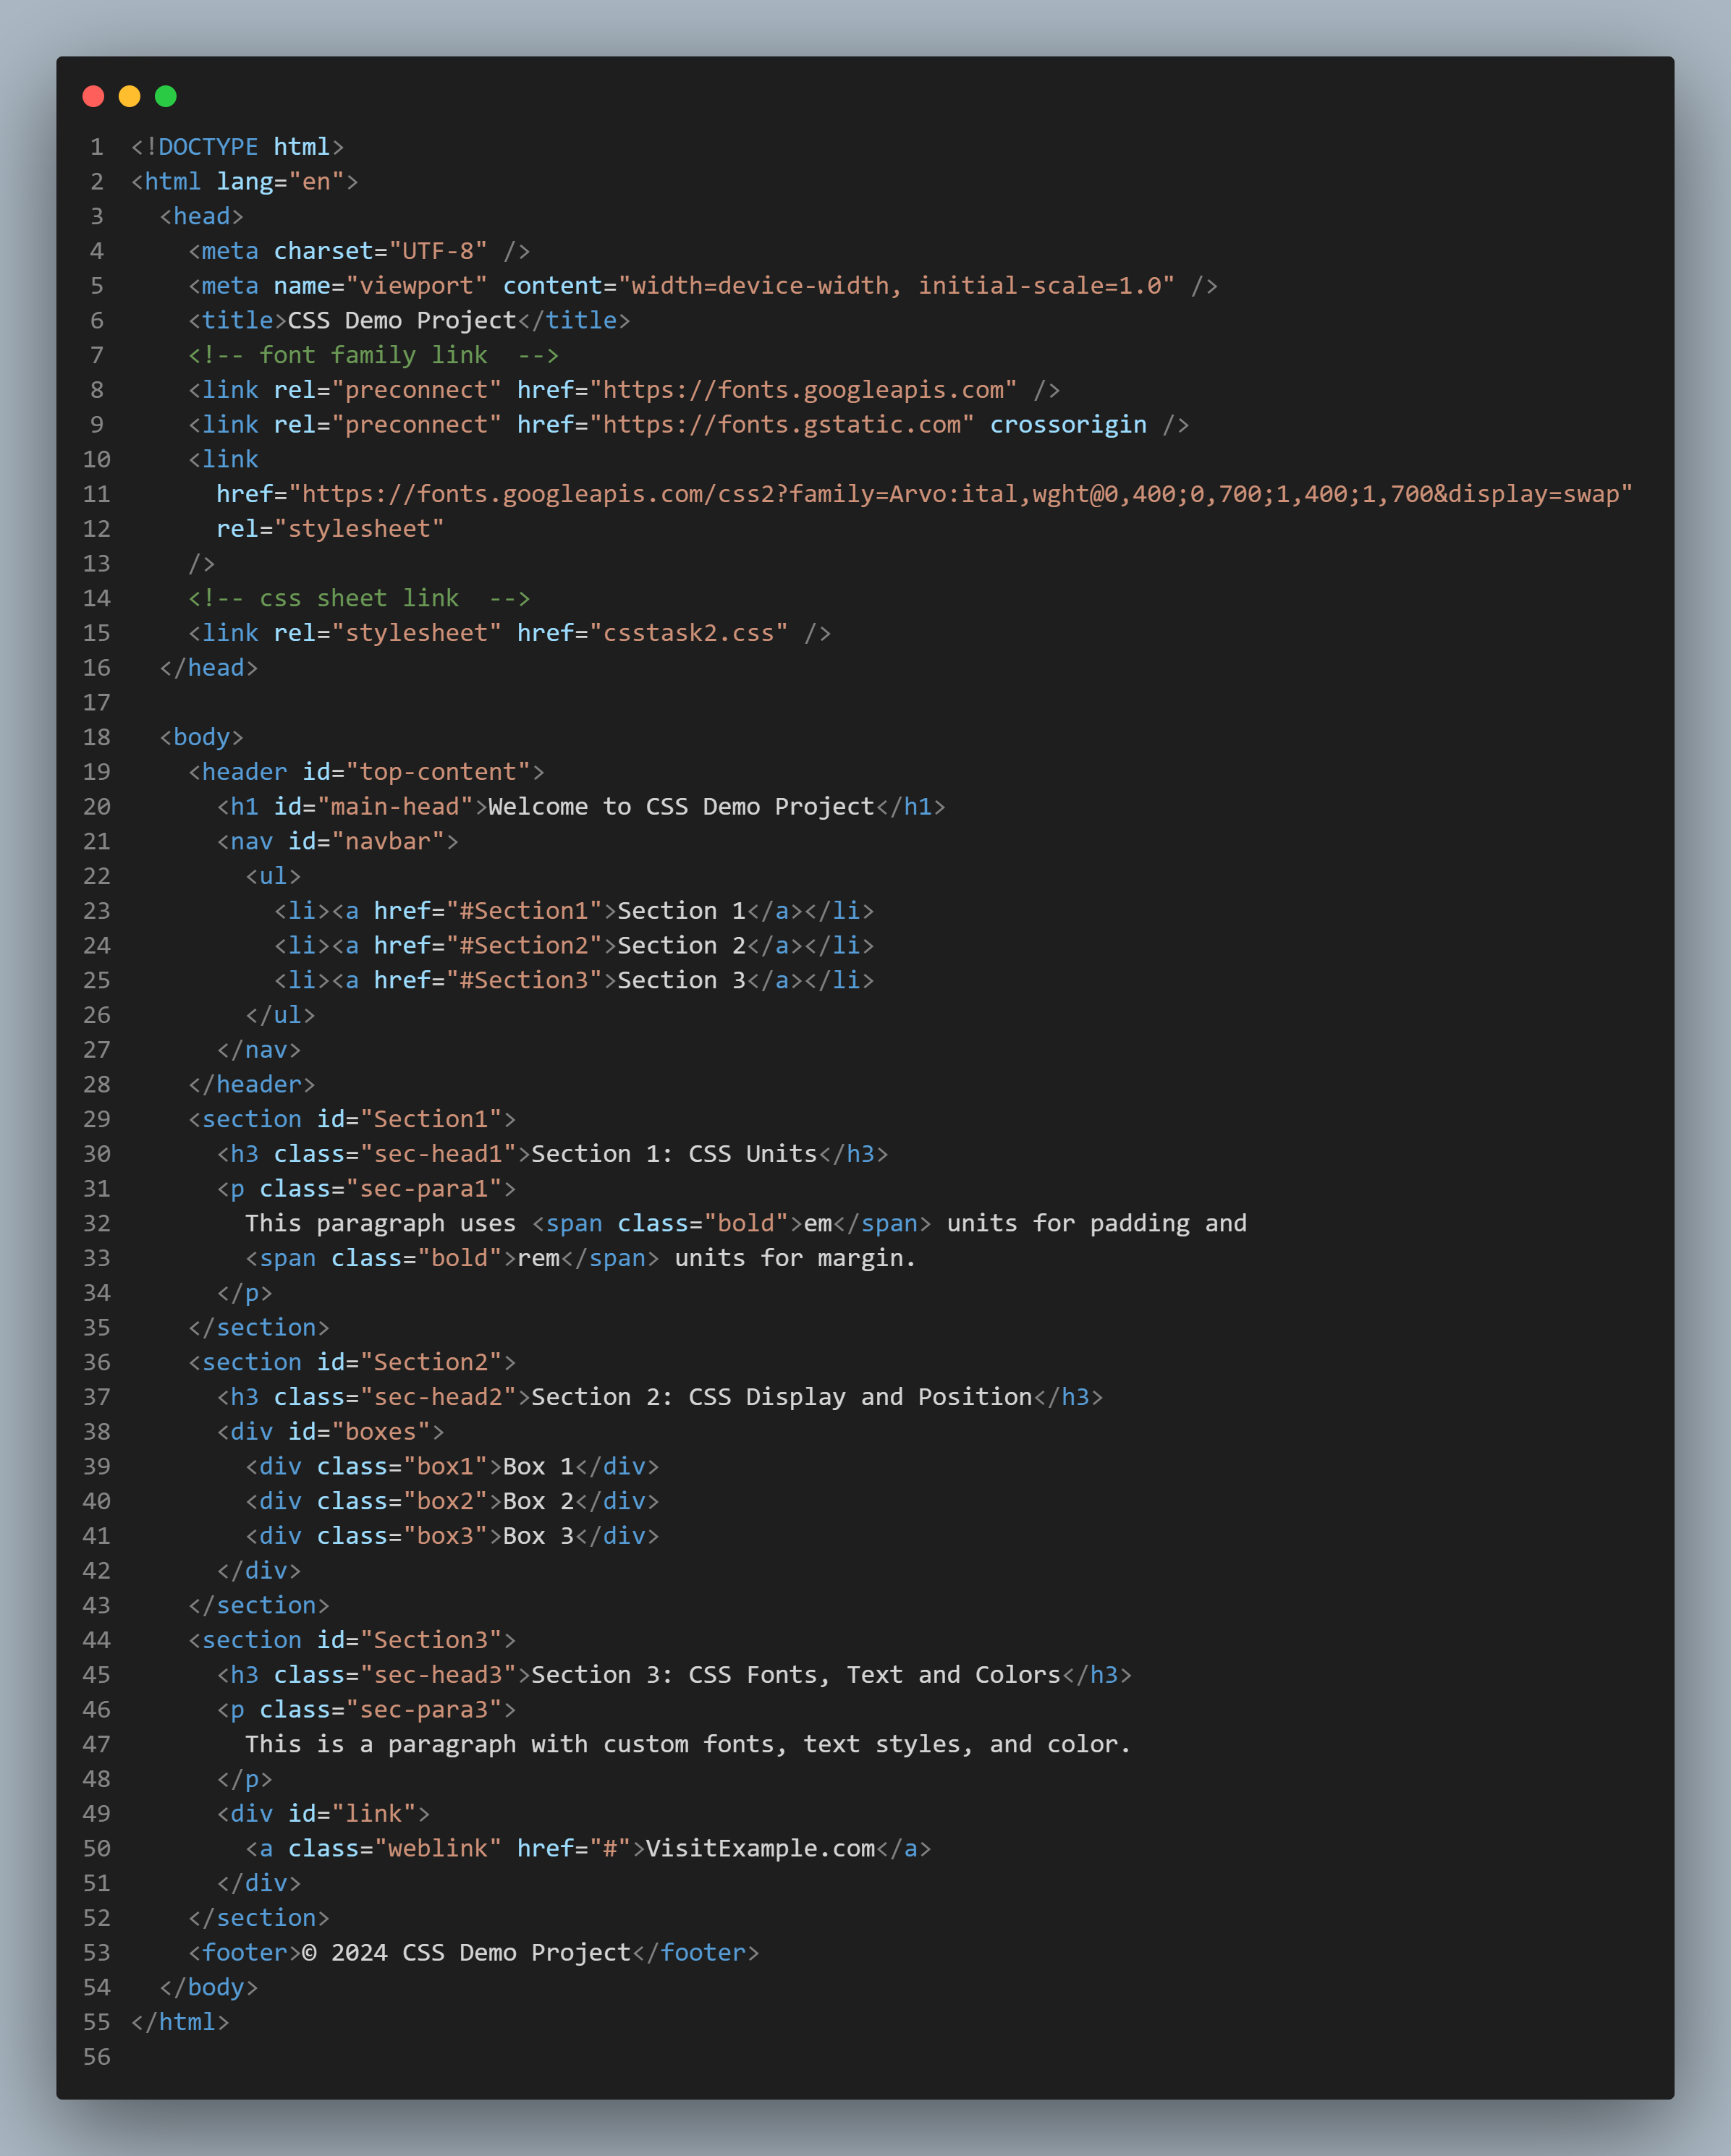 1 <!DOCTYPE html>
2 <html lang="en">
3   <head>
4     <meta charset="UTF-8" />
5     <meta name="viewport" content="width=device-width, initial-scale=1.0" />
6     <title>CSS Demo Project</title>
7     <!-- font family link  -->
8     <link rel="preconnect" href="https://fonts.googleapis.com" />
9     <link rel="preconnect" href="https://fonts.gstatic.com" crossorigin />
10     <link
11       href="https://fonts.googleapis.com/css2?family=Arvo:ital,wght@0,400;0,700;1,400;1,700&display=swap"
12       rel="stylesheet"
13     />
14     <!-- css sheet link  -->
15     <link rel="stylesheet" href="csstask2.css" />
16   </head>
17
18   <body>
19     <header id="top-content">
20       <h1 id="main-head">Welcome to CSS Demo Project</h1>
21       <nav id="navbar">
22         <ul>
23           <li><a href="#Section1">Section 1</a></li>
24           <li><a href="#Section2">Section 2</a></li>
25           <li><a href="#Section3">Section 3</a></li>
26         </ul>
27       </nav>
28     </header>
29     <section id="Section1">
30       <h3 class="sec-head1">Section 1: CSS Units</h3>
31       <p class="sec-para1">
32         This paragraph uses <span class="bold">em</span> units for padding and
33         <span class="bold">rem</span> units for margin.
34       </p>
35     </section>
36     <section id="Section2">
37       <h3 class="sec-head2">Section 2: CSS Display and Position</h3>
38       <div id="boxes">
39         <div class="box1">Box 1</div>
40         <div class="box2">Box 2</div>
41         <div class="box3">Box 3</div>
42       </div>
43     </section>
44     <section id="Section3">
45       <h3 class="sec-head3">Section 3: CSS Fonts, Text and Colors</h3>
46       <p class="sec-para3">
47         This is a paragraph with custom fonts, text styles, and color.
48       </p>
49       <div id="link">
50         <a class="weblink" href="#">VisitExample.com</a>
51       </div>
52     </section>
53     <footer>© 2024 CSS Demo Project</footer>
54   </body>
55 </html>
56